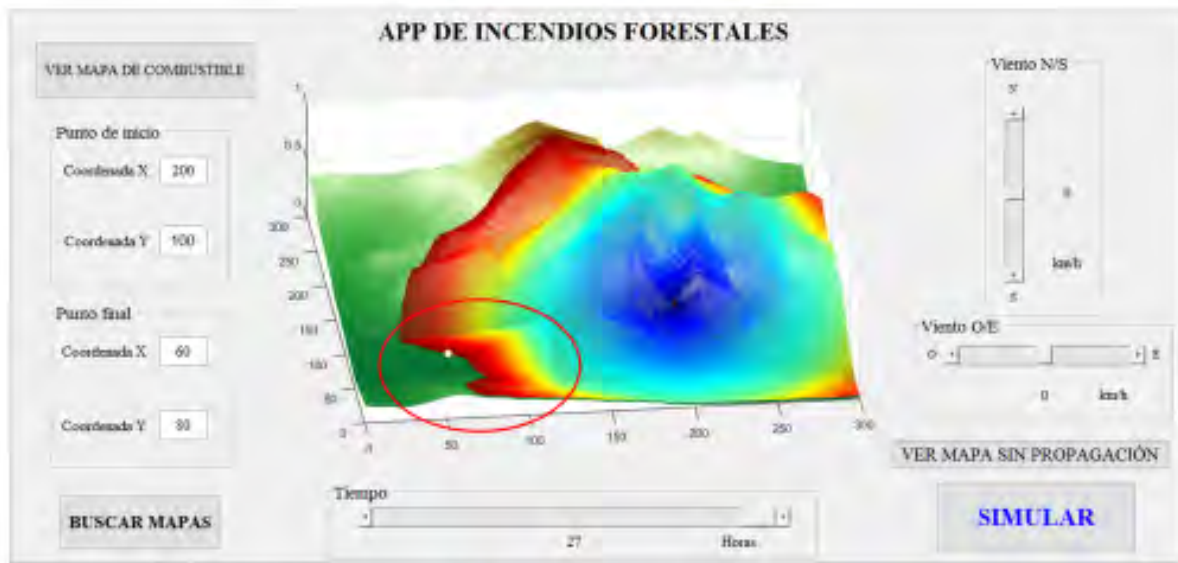 APP DE INCENDIOS FORESTALES
VER MAPA DE COMBUSTIBLE
Punto de inicio
Coordenada X 200
Coordenada Y 100
Punto final
Coordenada X 60
Coordenada Y 80
BUSCAR MAPAS
1
0.5
0
300
250
200
150
100
50
0
50
100
150
200
250
300
Tiempo
27 Horas
Viento N/S
N
0
km/h
S
Viento O/E
O E
0 km/h
VER MAPA SIN PROPAGACIÓN
SIMULAR